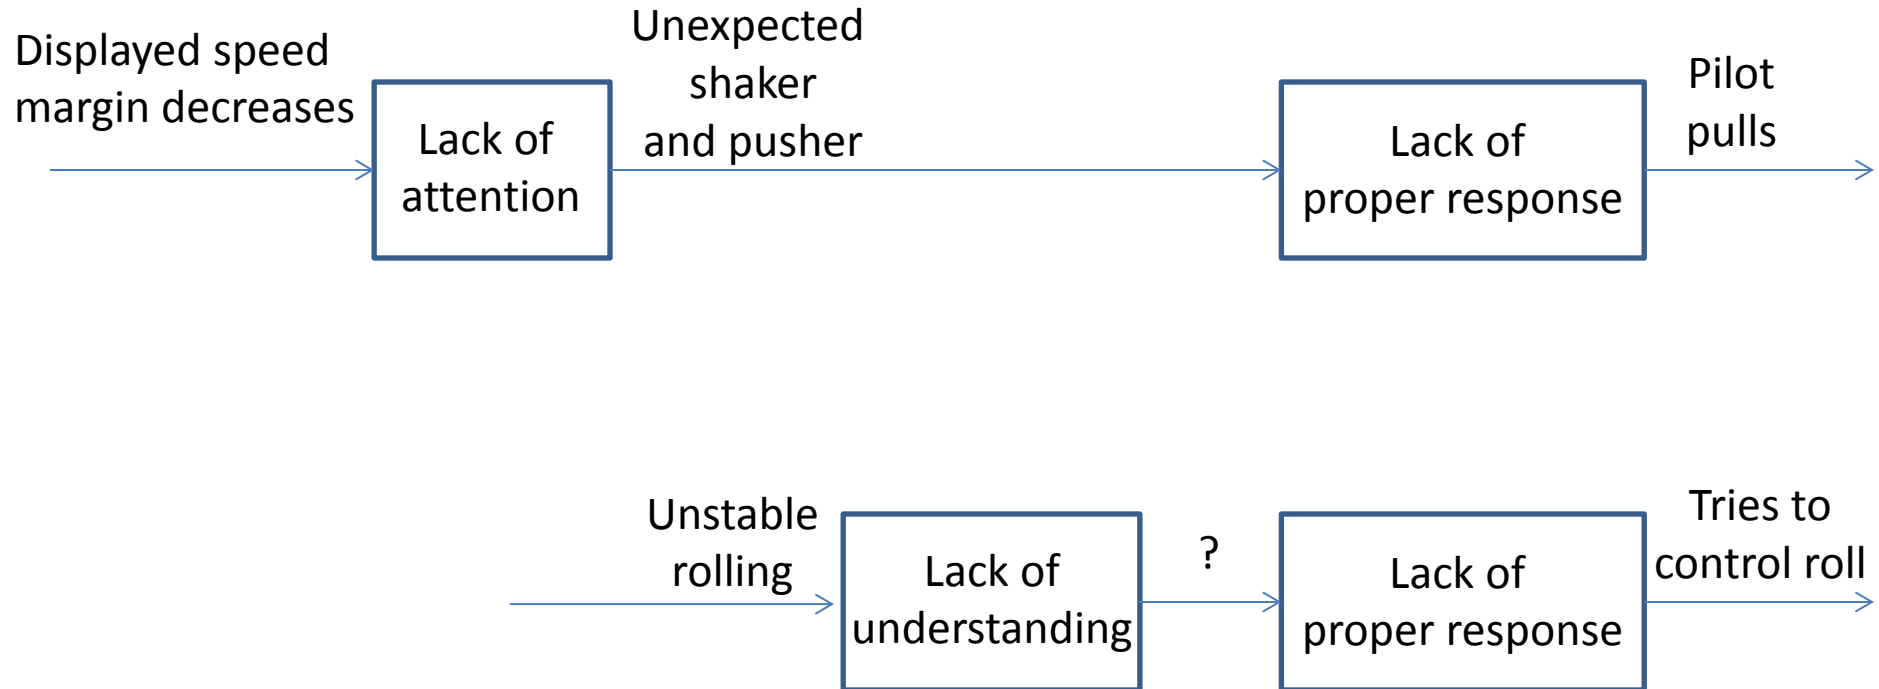 Displayed speed
margin decreases
Lack of
attention
Unexpected
shaker
and pusher
Lack of
proper response
Pilot
pulls
Unstable
rolling
Lack of
understanding
?
Lack of
proper response
Tries to
control roll